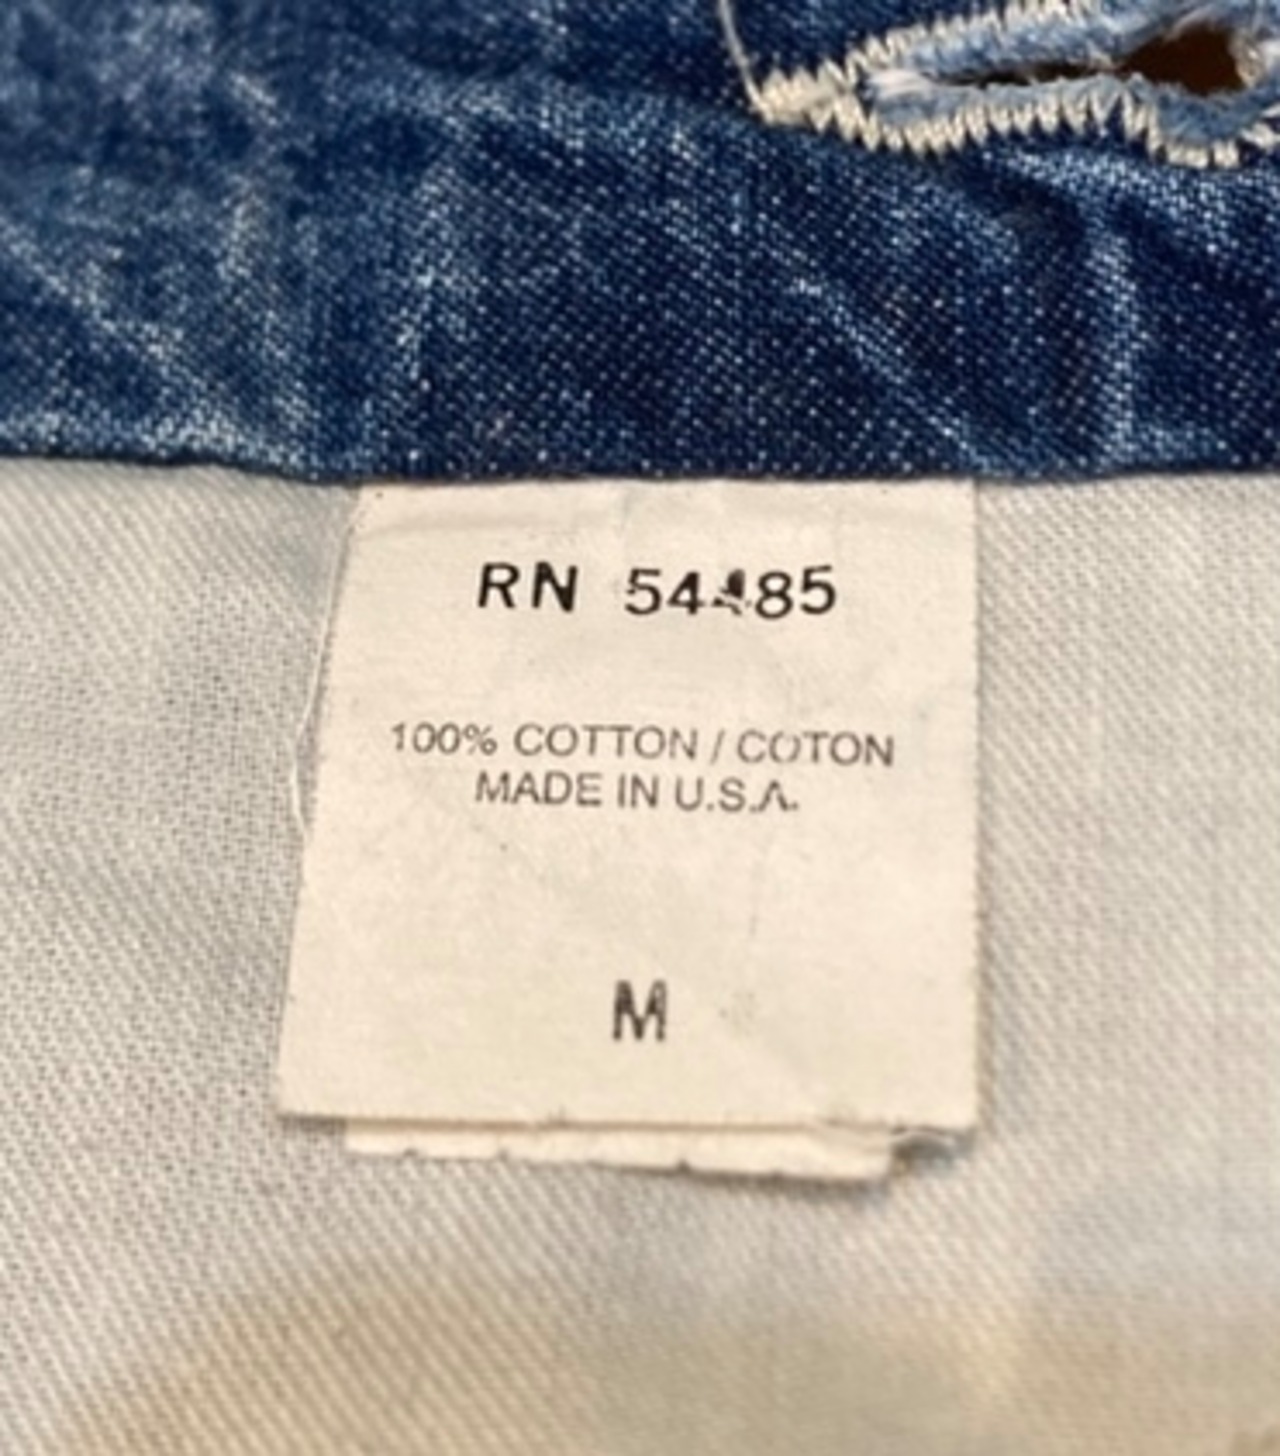 RN 54485
100% COTTON / COTON
MADE IN U.S.A.
M